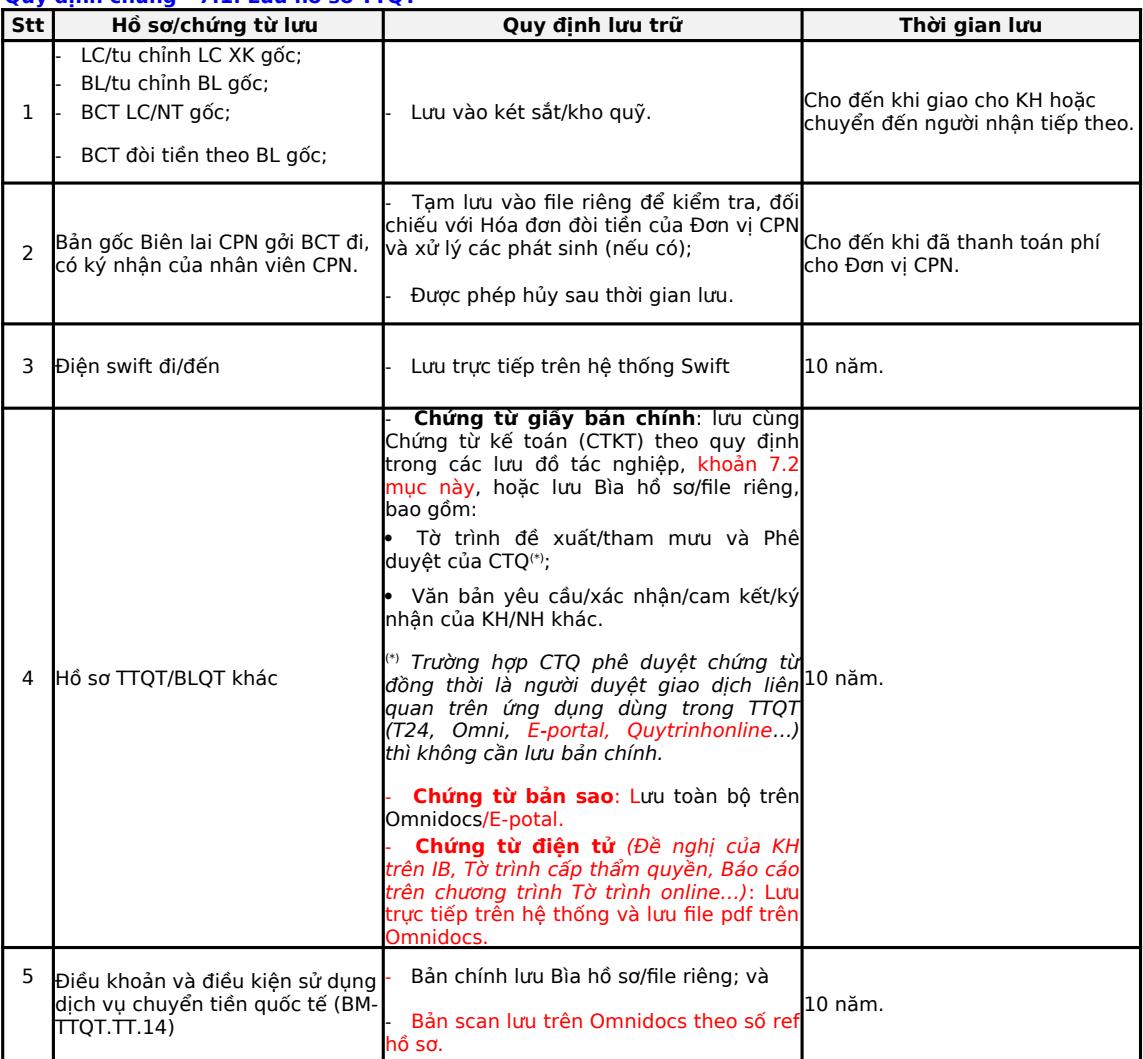 Quy định chung - 7.1. Lưu hồ sơ TTQT
Stt Hồ sơ/chứng từ lưu Quy định lưu trữ Thời gian lưu
1
- LC/tu chỉnh LC XK gốc;
- BL/tu chỉnh BL gốc;
- BCT LC/NT gốc;
- BCT đòi tiền theo BL gốc;
- Lưu vào két sắt/kho quỹ.
Cho đến khi giao cho KH hoặc
chuyển đến người nhận tiếp theo.
2
Bản gốc Biên lai CPN gởi BCT đi,
có ký nhận của nhân viên CPN.
- Tạm lưu vào file riêng để kiểm tra, đối
chiếu với Hóa đơn đòi tiền của Đơn vị CPN
và xử lý các phát sinh (nếu có);
- Được phép hủy sau thời gian lưu.
Cho đến khi đã thanh toán phí
cho Đơn vị CPN.
3
Điện swift đi/đến
- Lưu trực tiếp trên hệ thống Swift
10 năm.
4
Hồ sơ TTQT/BLQT khác
- Chứng từ giấy bản chính: lưu cùng
Chứng từ kế toán (CTKT) theo quy định
trong các lưu đồ tác nghiệp, khoản 7.2
mục này, hoặc lưu Bìa hồ sơ/file riêng,
bao gồm:
• Tờ trình đề xuất/tham mưu và Phê
duyệt của CTQ(*);
• Văn bản yêu cầu/xác nhận/cam kết/ký
nhận của KH/NH khác.
(*) Trường hợp CTQ phê duyệt chứng từ
đồng thời là người duyệt giao dịch liên
quan trên ứng dụng dùng trong TTQT
(T24, Omni, E-portal, Quytrinhonline…)
thì không cần lưu bản chính.
- Chứng từ bản sao: Lưu toàn bộ trên
Omnidocs/E-potal.
- Chứng từ điện tử (Đề nghị của KH
trên IB, Tờ trình cấp thẩm quyền, Báo cáo
trên chương trình Tờ trình online…): Lưu
trực tiếp trên hệ thống và lưu file pdf trên
Omnidocs.
10 năm.
5
Điều khoản và điều kiện sử dụng
dịch vụ chuyển tiền quốc tế (BM-
TTQT.TT.14)
- Bản chính lưu Bìa hồ sơ/file riêng; và
- Bản scan lưu trên Omnidocs theo số ref
hồ sơ.
10 năm.